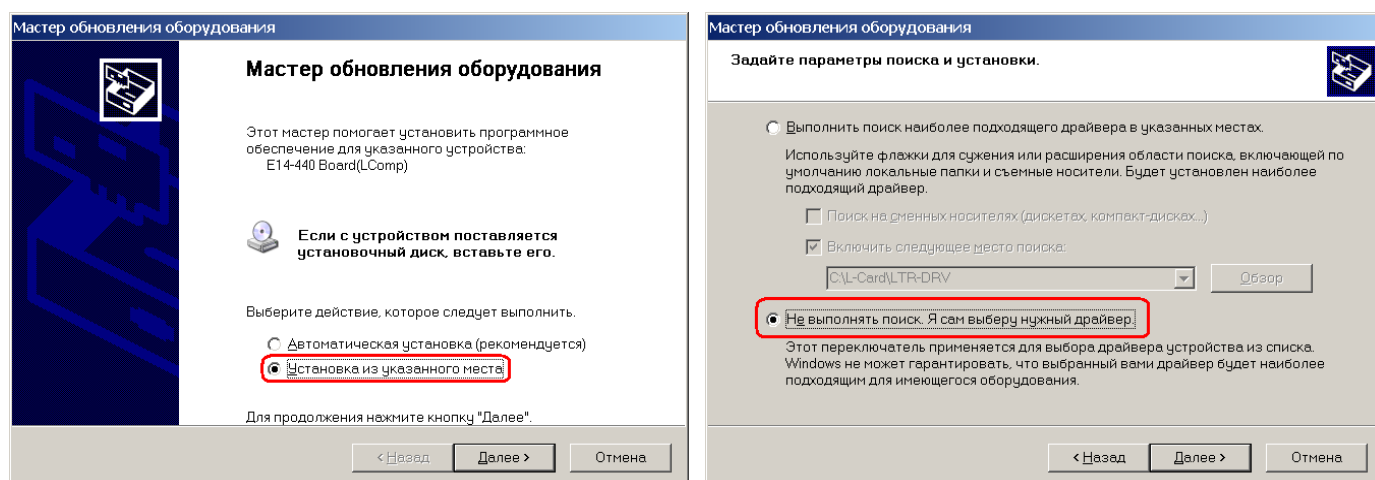 Мастер обновления оборудования
Мастер обновления оборудования
Этот мастер помогает установить программное
обеспечение для указанного устройства:
E14-440 Board(LComp)
Если с устройством поставляется
установочный диск, вставьте его.
Выберите действие, которое следует выполнить.
Автоматическая установка (рекомендуется)
Установка из указанного места
Для продолжения нажмите кнопку "Далее".
< Назад
Далее >
Отмена
Мастер обновления оборудования
Задайте параметры поиска и установки.
Выполнить поиск наиболее подходящего драйвера в указанных местах.
Используйте флажки для сужения или расширения области поиска, включающей по
умолчанию локальные папки и съемные носители. Будет установлен наиболее
подходящий драйвер.
Поиск на сменных носителях (дискетах, компакт-дисках...)
Включить следующее место поиска:
C:\L-Card\LTR-DRV
Обзор
Не выполнять поиск. Я сам выберу нужный драйвер.
Этот переключатель применяется для выбора драйвера устройства из списка.
Windows не может гарантировать, что выбранный вами драйвер будет наиболее
подходящим для имеющегося оборудования.
< Назад
Далее >
Отмена